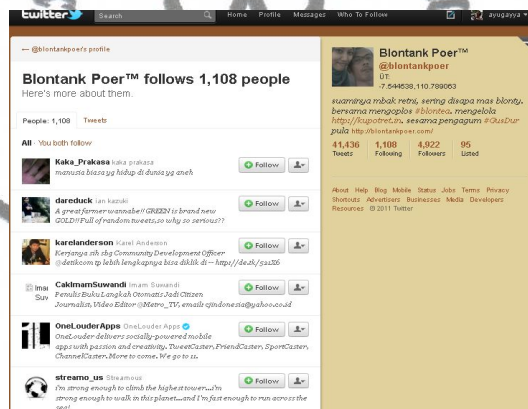 twitter
Search
Home Profile Messages Who To Follow
ayugayya
← @blontankpoer's profile
Blontank Poer™ follows 1,108 people
Here's more about them.
People: 1,108 Tweets
All · You both follow
Kaka_Prakasa kaka prakasa
manusia biasa yg hidup di dunia yg aneh
Follow
dareduck ian kazuki
A great farmer wannabe!! GREEN is brand new
GOLD!!Full of random tweets,so why so serious??
Follow
karelanderson Karel Anderson
Kerjanya sih sbg Community Development Officer
@detikcom tp lebih lengkapnya bisa diklik di --
Follow
CakImamSuwandi Imam Suwandi
Penulis Buku Langkah Otomatis Jadi Citizen
Journalist, Video Editor @Metro_TV, emails cjindonesia@yahoo.co.id
Follow
OneLouderApps OneLouder Apps
OneLouder delivers socially-powered mobile
apps with passion and creativity. TweetCaster, FriendCaster, SportCaster,
ChannelCaster. More to come. We go to 11.
Follow
streamo_us Streamous
i'm strong enough to climb the highest tower...i'm
strong enough to walk in this planet...and I'm fast enough to run across the
sea!
Follow
Blontank Poer™
@blontankpoer
ÜT:
-7.544538,110.789063
suaminya mbak retni, sering disapa mas blonty.
bersama mengoplos #blontea. mengelola
http://kupotret.in. sesama pengagum #GusDur
pula http://blontankpoer.com/
41,436 1,108 4,922 95
Tweets Following Followers Listed
About Help Blog Mobile Status Jobs Terms Privacy
Shortcuts Advertisers Businesses Media Developers
Resources © 2011 Twitter